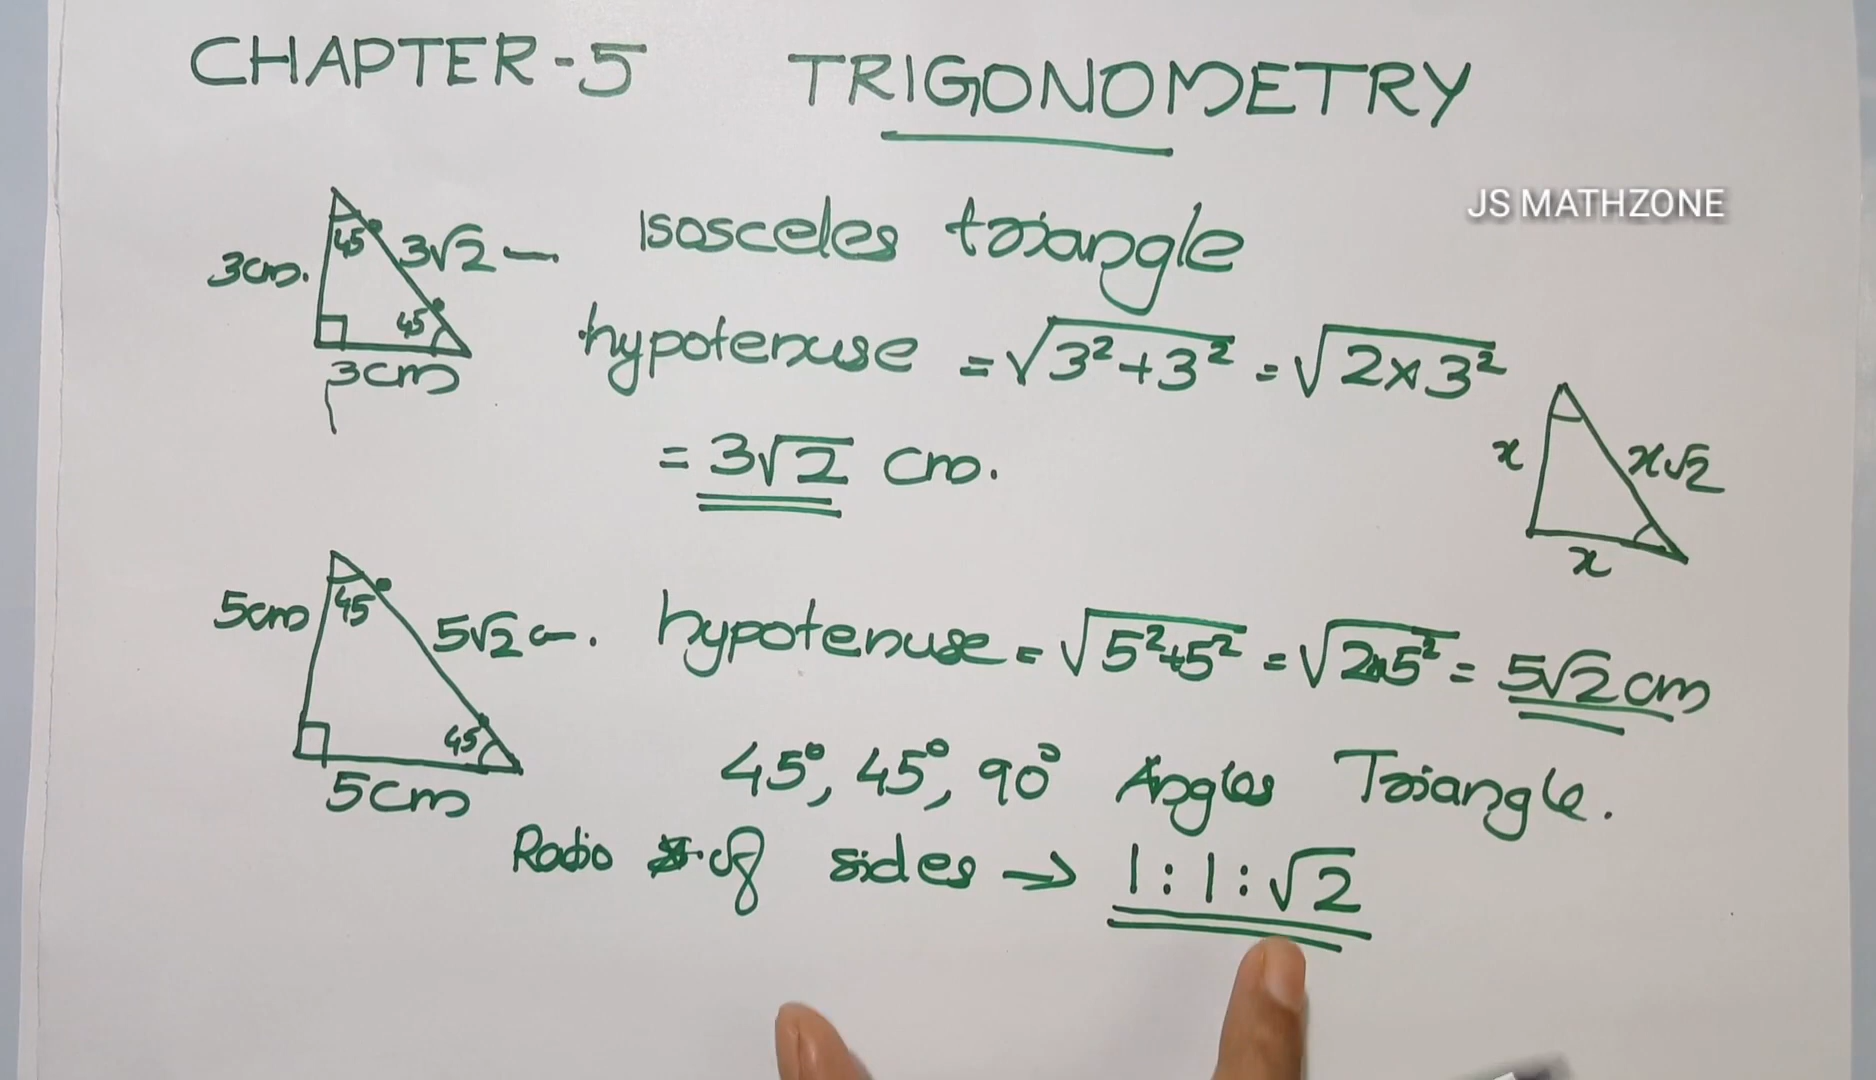 CHAPTER-5 TRIGONOMETRY
JS MATHZONE
45
3cm.
3√2
45
3cm
Isosceles triangle
hypotenuse = √3²+3² = √2×3²
= 3√2 cm.
x
x√2
x
5cm
45
5√2
45
5cm
hypotenuse = √5²+5² = √2×5² = 5√2 cm
45°, 45°, 90° Angles Triangle.
Ratio of sides → 1:1:√2